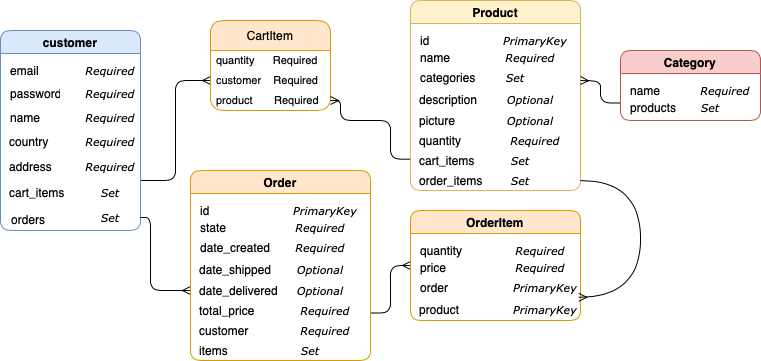 customer
email Required
password Required
name Required
country Required
address Required
cart_items Set
orders Set
CartItem
quantity Required
customer Required
product Required
Product
id PrimaryKey
name Required
categories Set
description Optional
picture Optional
quantity Required
cart_items Set
order_items Set
Category
name Required
products Set
Order
id PrimaryKey
state Required
date_created Required
date_shipped Optional
date_delivered Optional
total_price Required
customer Required
items Set
OrderItem
quantity Required
price Required
order PrimaryKey
product PrimaryKey